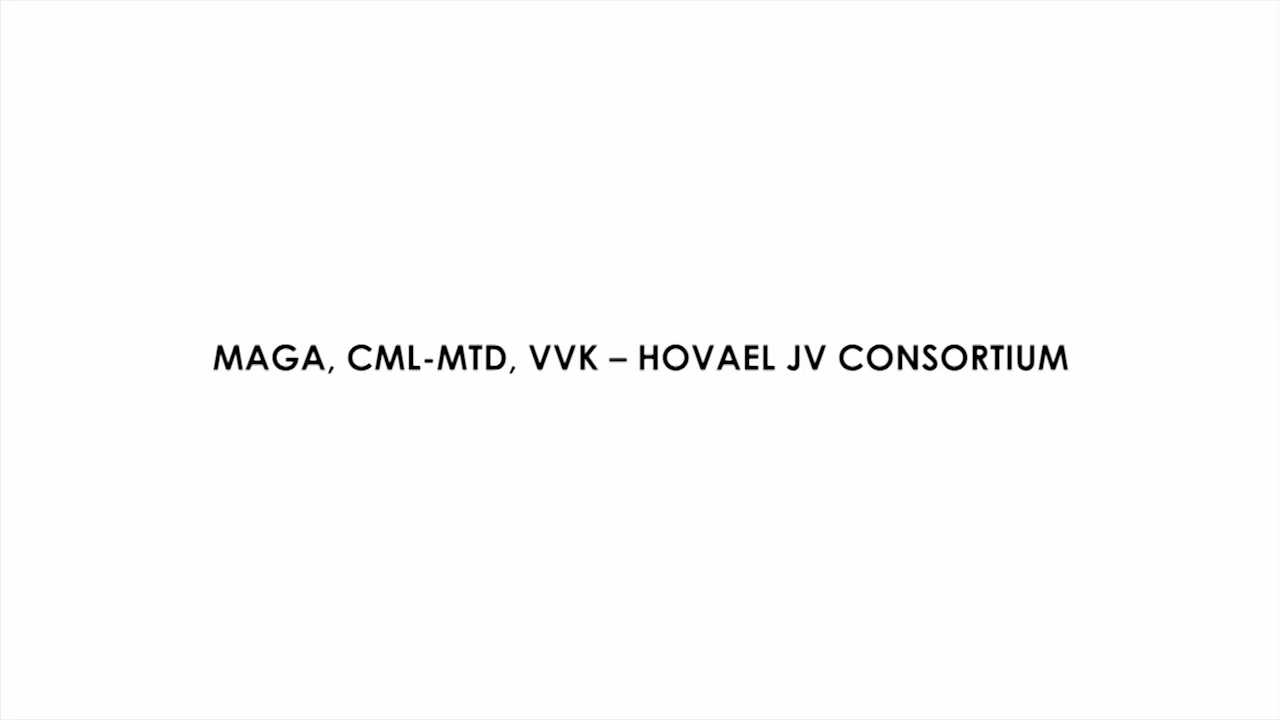 MAGA, CML-MTD, VVK – HOVAEL JV CONSORTIUM